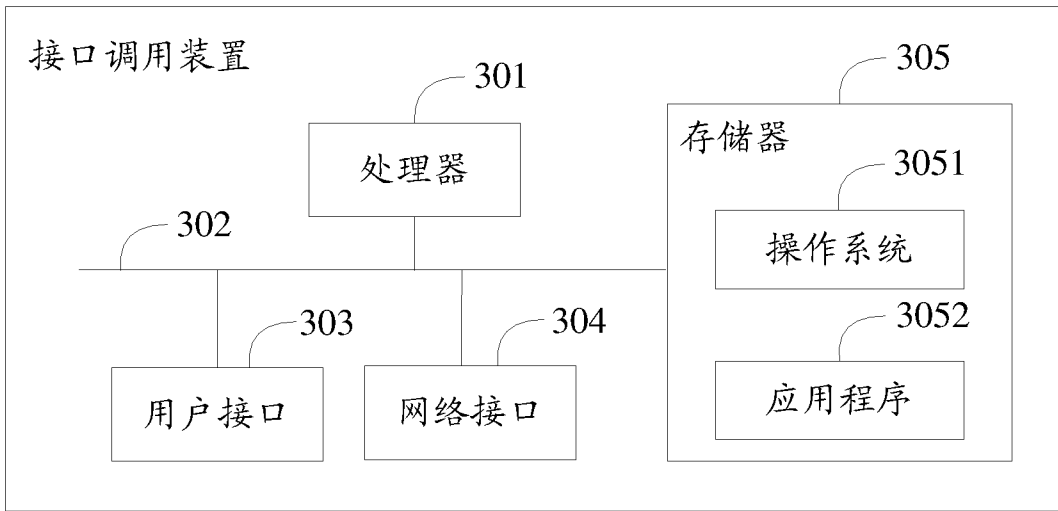 接口调用装置
301
处理器
305
存储器
3051
操作系统
302
303
用户接口
304
网络接口
3052
应用程序